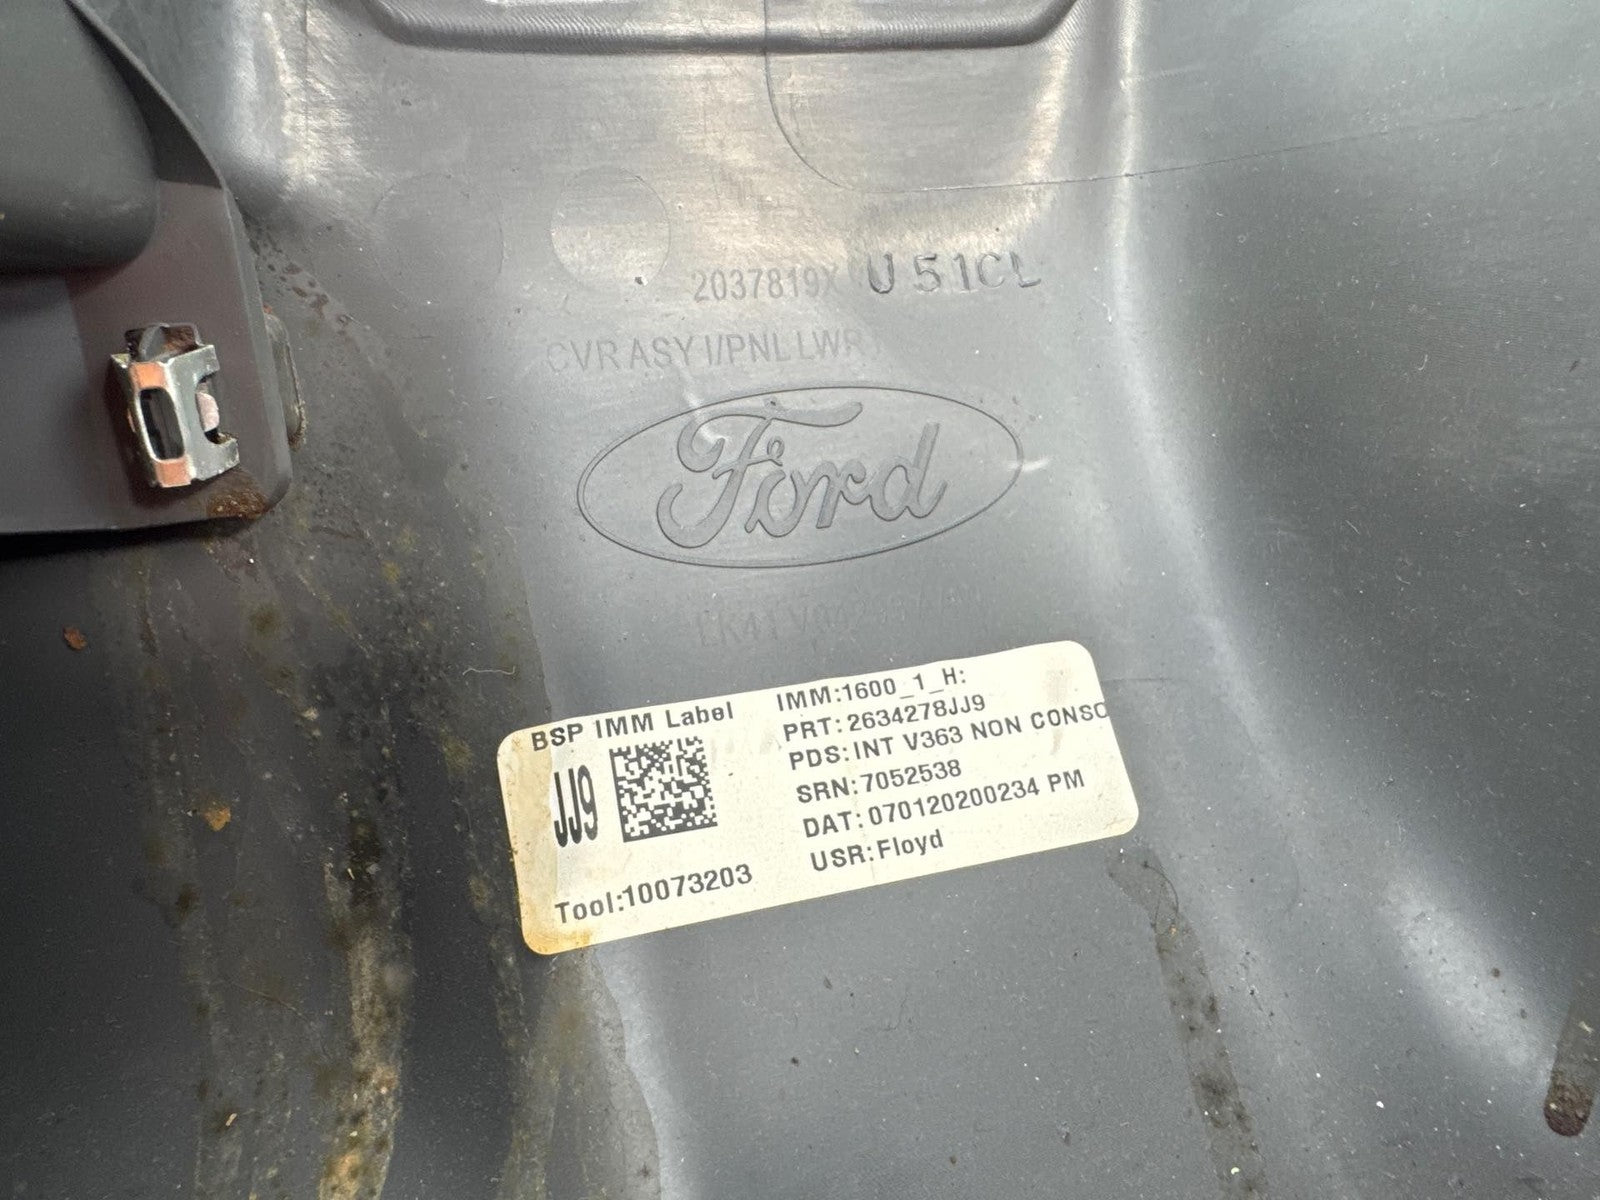 2037819X U51CL
CVR ASY I/PNL LWR
Ford
BSP IMM Label
JJ9
Tool:10073203
IMM:1600_1_H:
PRT:2634278JJ9
PDS:INT V363 NON CONSO
SRN:7052538
DAT:070120200234 PM
USR:Floyd